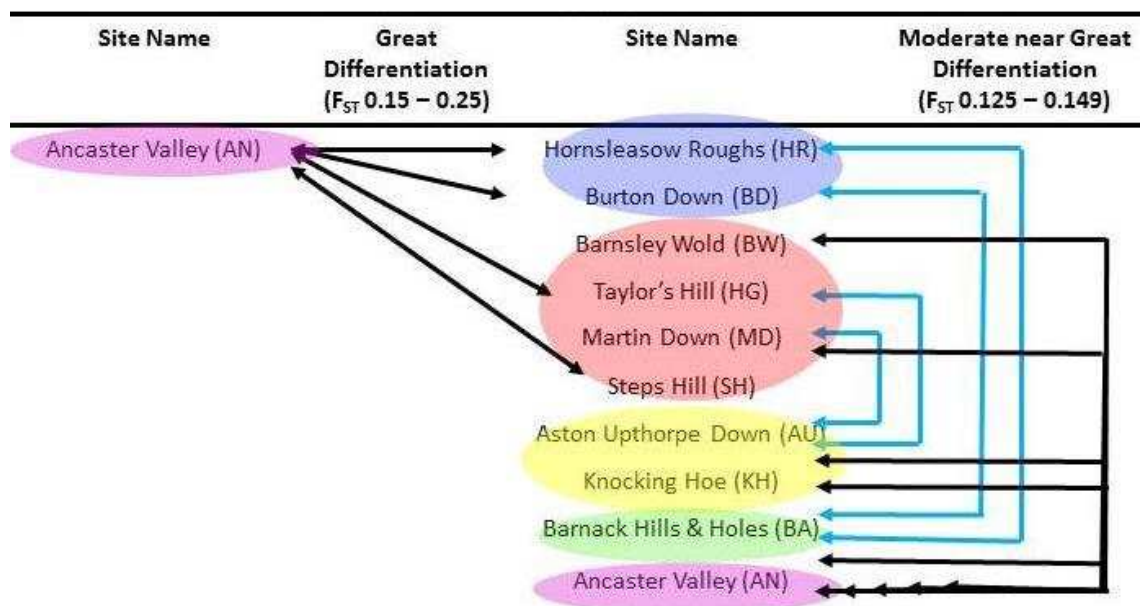 Site Name
Great
Differentiation
(FST 0.15 – 0.25)
Site Name
Moderate near Great
Differentiation
(FST 0.125 – 0.149)
Ancaster Valley (AN)
Hornsleasow Roughs (HR)
Burton Down (BD)
Barnsley Wold (BW)
Taylor's Hill (HG)
Martin Down (MD)
Steps Hill (SH)
Aston Upthorpe Down (AU)
Knocking Hoe (KH)
Barnack Hills & Holes (BA)
Ancaster Valley (AN)